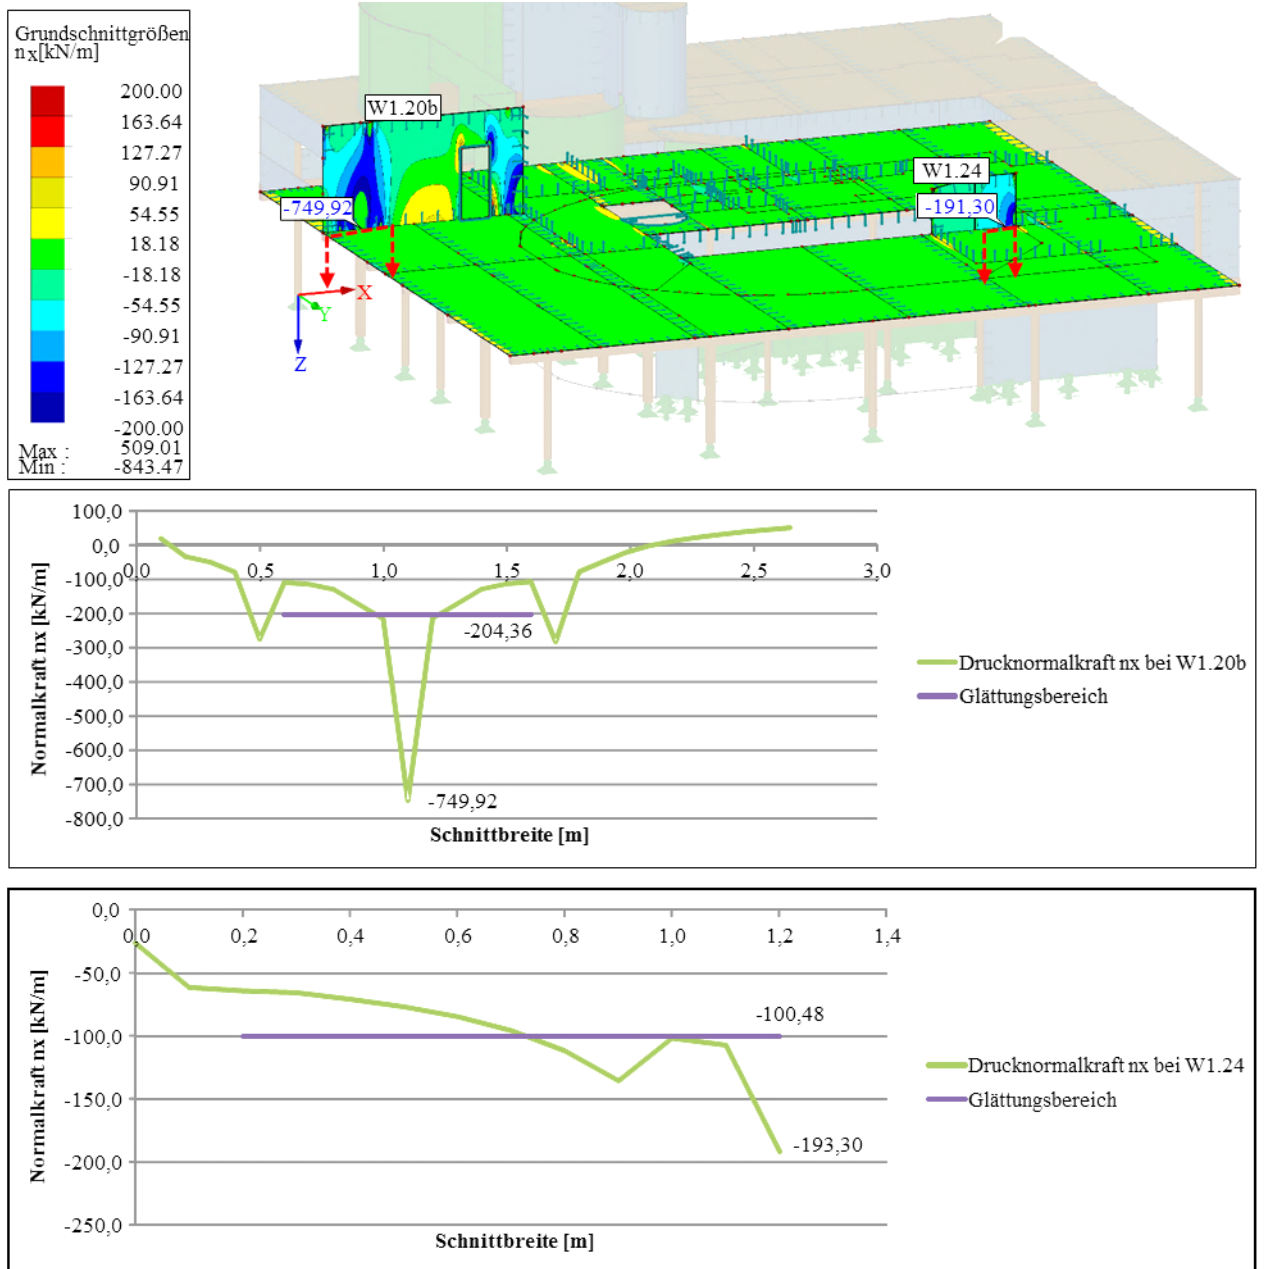 Grundschnittgrößen
nx[kN/m]
200.00
163.64
127.27
90.91
54.55
18.18
-18.18
-54.55
-90.91
-127.27
-163.64
-200.00
Max : 509.01
Min : -843.47
W1.20b
-749,92
W1.24
-191,30
X
Y
Z
100,0
0,0
-100,0
-200,0
-300,0
-400,0
-500,0
-600,0
-700,0
-800,0
0,0 0,5 1,0 1,5 2,0 2,5 3,0
Normalkraft nx [kN/m]
-204,36
-749,92
Schnittbreite [m]
Drucknormalkraft nx bei W1.20b
Glättungsbereich
0,0
-50,0
-100,0
-150,0
-200,0
-250,0
0,0 0,2 0,4 0,6 0,8 1,0 1,2 1,4
Normalkraft nx [kN/m]
-100,48
-193,30
Schnittbreite [m]
Drucknormalkraft nx bei W1.24
Glättungsbereich